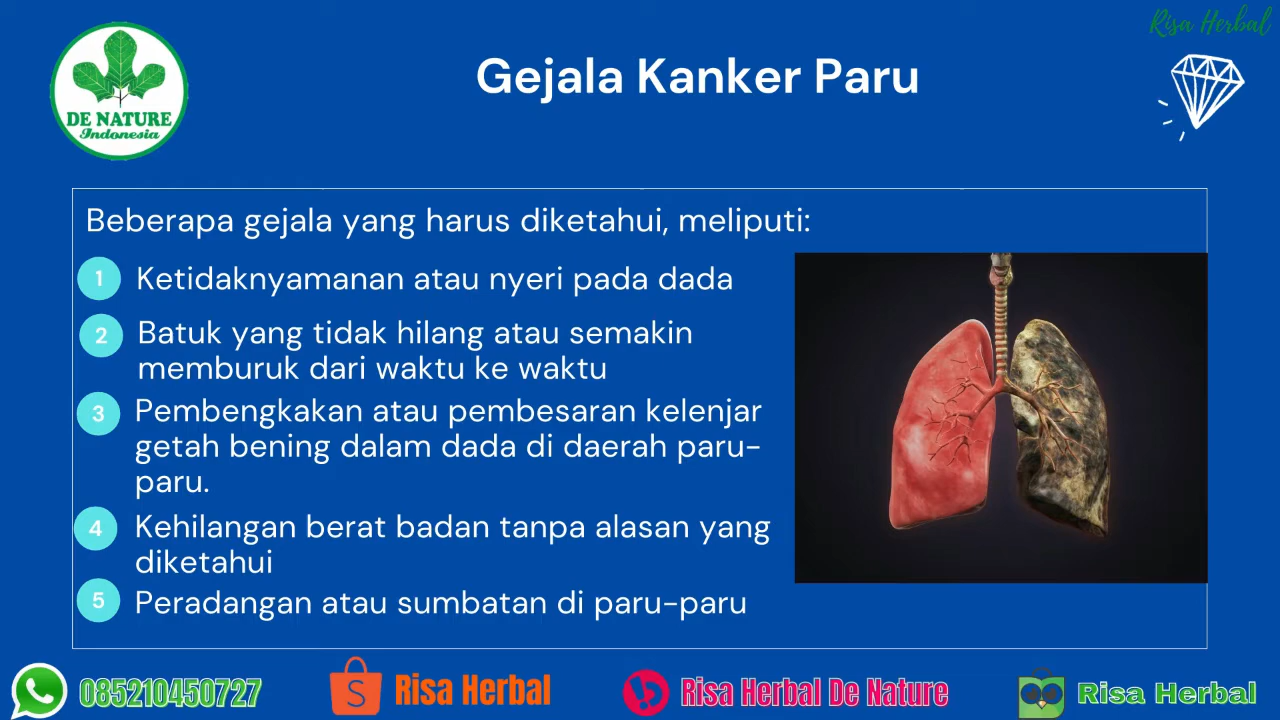 Risa Herbal
DE NATURE
Indonesia
Gejala Kanker Paru
Beberapa gejala yang harus diketahui, meliputi:
1 Ketidaknyamanan atau nyeri pada dada
2 Batuk yang tidak hilang atau semakin
memburuk dari waktu ke waktu
3 Pembengkakan atau pembesaran kelenjar
getah bening dalam dada di daerah paru-
paru.
4 Kehilangan berat badan tanpa alasan yang
diketahui
5 Peradangan atau sumbatan di paru-paru
085210450727
S
Risa Herbal
Risa Herbal De Nature
Risa Herbal